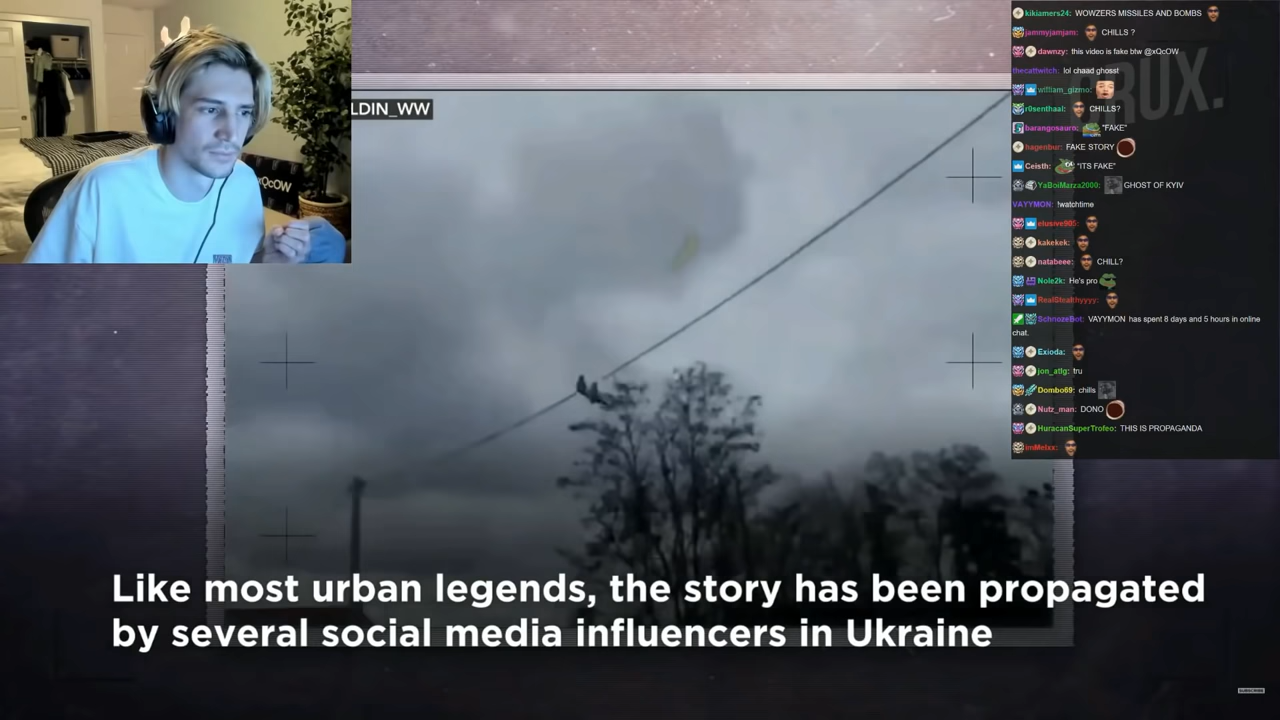 LDIN_WW
xQcOW
CRUX.
kikiamers24: WOWZERS MISSILES AND BOMBS
jammyjamjam: CHILLS ?
dawnzy: this video is fake btw @xQcOW
thecattwitch: lol chaad ghosst
william_gizmo:
r0senthaal: CHILLS?
barangosauro: "FAKE"
hagenbur: FAKE STORY
Ceisth: "ITS FAKE"
YaBoiMarza2000: GHOST OF KYIV
VAYYMON: !watchtime
elusive905:
kakekek:
natabeee: CHILL?
Nole2k: He's pro
RealStealthyyyy:
SchnozeBot: VAYYMON has spent 8 days and 5 hours in online
chat.
Exioda:
jon_atlg: tru
Dombo69: chills
Nutz_man: DONO
HuracanSuperTrofeo: THIS IS PROPAGANDA
imMelxx:
Like most urban legends, the story has been propagated
by several social media influencers in Ukraine
SUBSCRIBE